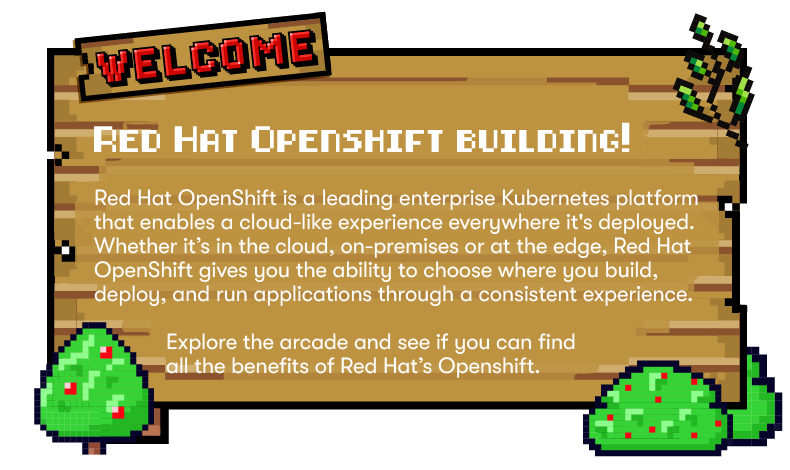 WELCOME
RED HAT OPENSHIFT BUILDING!
Red Hat OpenShift is a leading enterprise Kubernetes platform
that enables a cloud-like experience everywhere it's deployed.
Whether it’s in the cloud, on-premises or at the edge, Red Hat
OpenShift gives you the ability to choose where you build,
deploy, and run applications through a consistent experience.
Explore the arcade and see if you can find
all the benefits of Red Hat’s Openshift.